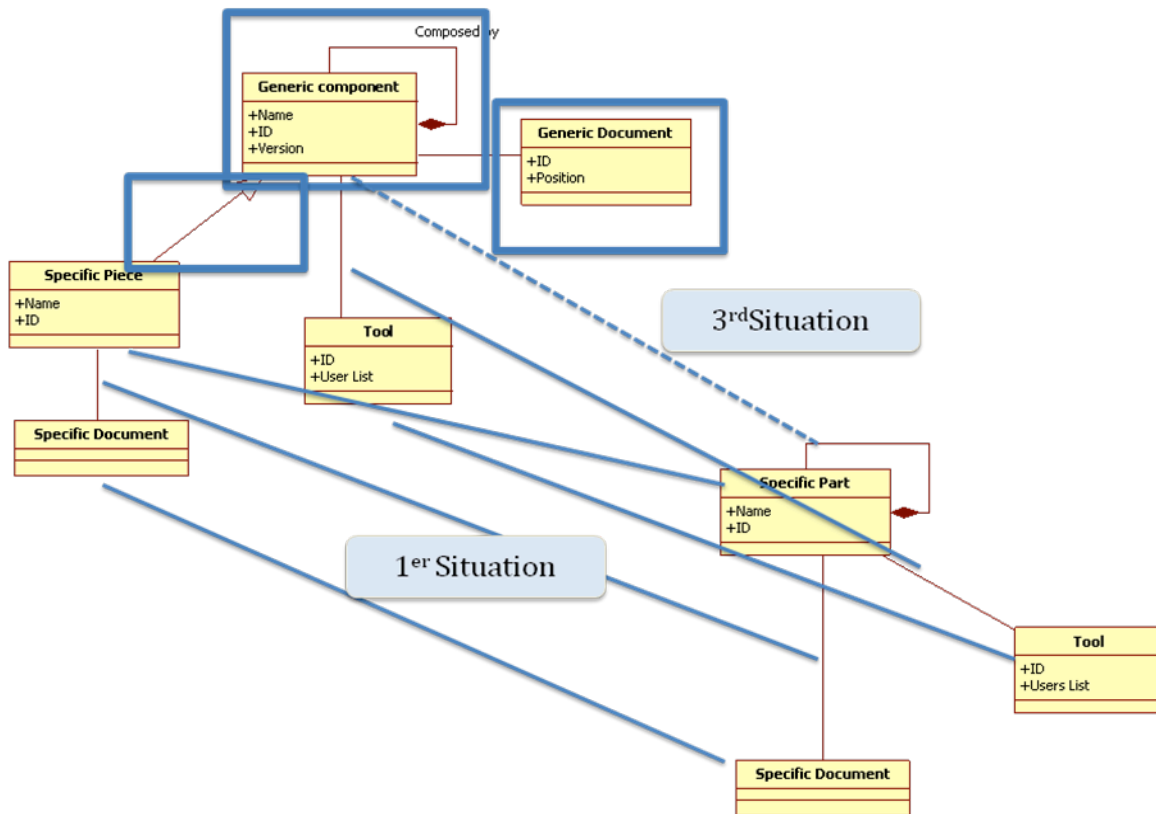 Composed by
Generic component
+Name
+ID
+Version
Generic Document
+ID
+Position
Specific Piece
+Name
+ID
Tool
+ID
+User List
3rdSituation
Specific Document
Specific Part
+Name
+ID
1er Situation
Tool
+ID
+Users List
Specific Document